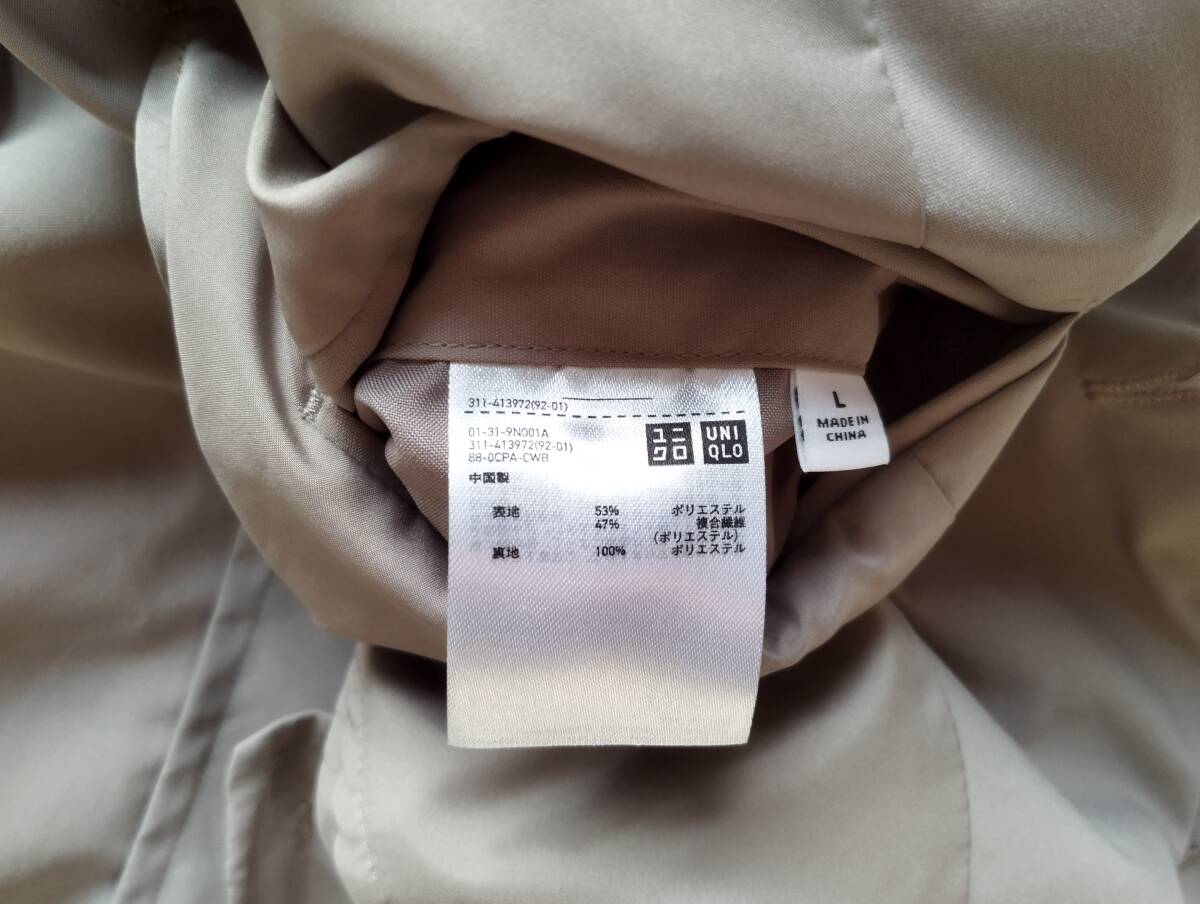 311-413972(92-01)
01-31-9N001A
311-413972(92-01)
88-0CPA-CWB
ユニ
クロ
UNI
QLO
中国製
表地 53% ポリエステル
47% 複合繊維
(ポリエステル)
裏地 100% ポリエステル
L
MADE IN
CHINA